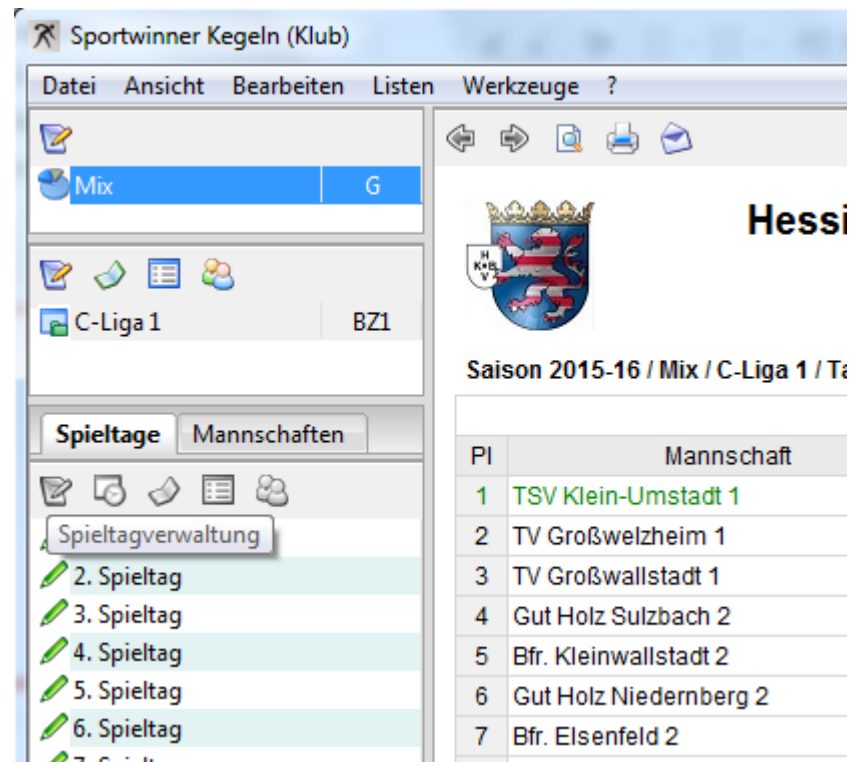 Sportwinner Kegeln (Klub)
Datei Ansicht Bearbeiten Listen Werkzeuge ?
Mix G
C-Liga 1 BZ1
Spieltage Mannschaften
Spieltagverwaltung
2. Spieltag
3. Spieltag
4. Spieltag
5. Spieltag
6. Spieltag
H
K•B
V
Hessi
Saison 2015-16 / Mix / C-Liga 1 / Ta
Pl Mannschaft
1 TSV Klein-Umstadt 1
2 TV Großwelzheim 1
3 TV Großwallstadt 1
4 Gut Holz Sulzbach 2
5 Bfr. Kleinwallstadt 2
6 Gut Holz Niedernberg 2
7 Bfr. Elsenfeld 2